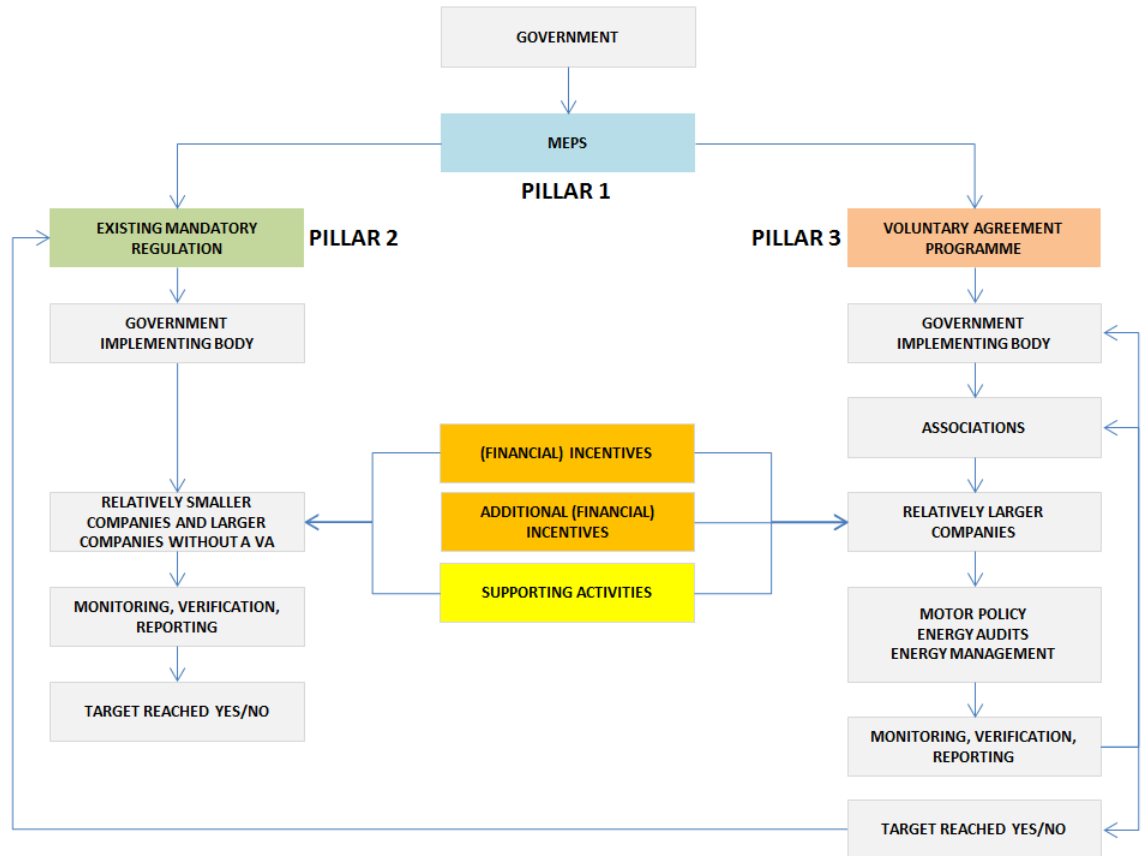 GOVERNMENT
MEPS
PILLAR 1
EXISTING MANDATORY
REGULATION
PILLAR 2
PILLAR 3
VOLUNTARY AGREEMENT
PROGRAMME
GOVERNMENT
IMPLEMENTING BODY
GOVERNMENT
IMPLEMENTING BODY
ASSOCIATIONS
(FINANCIAL) INCENTIVES
RELATIVELY SMALLER
COMPANIES AND LARGER
COMPANIES WITHOUT A VA
ADDITIONAL (FINANCIAL)
INCENTIVES
RELATIVELY LARGER
COMPANIES
SUPPORTING ACTIVITIES
MONITORING, VERIFICATION,
REPORTING
MOTOR POLICY
ENERGY AUDITS
ENERGY MANAGEMENT
TARGET REACHED YES/NO
MONITORING, VERIFICATION,
REPORTING
TARGET REACHED YES/NO